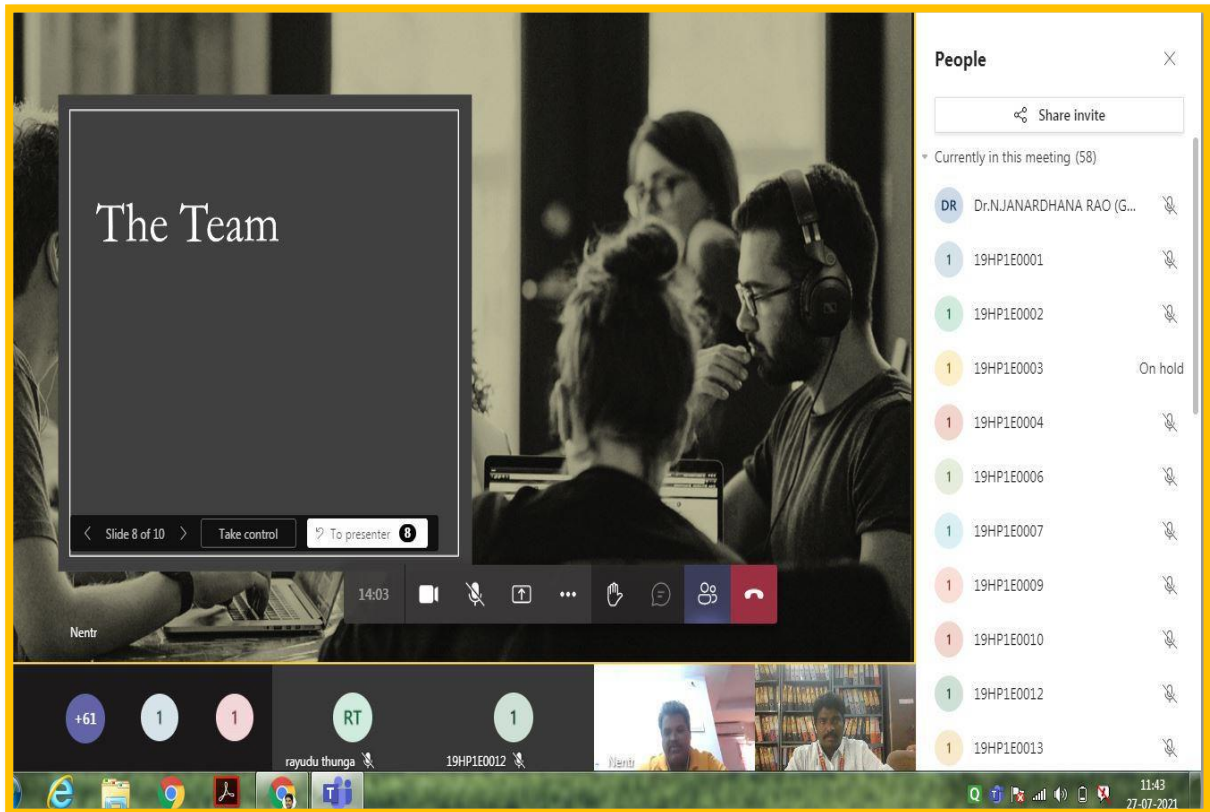 The Team
Slide 8 of 10
Take control
To presenter 8
14:03
Nentr
+61
1
1
RT
rayudu thunga
1
19HP1E0012
Nentr
People
Share invite
Currently in this meeting (58)
DR Dr.N.JANARDHANA RAO (G...
1 19HP1E0001
1 19HP1E0002
1 19HP1E0003 On hold
1 19HP1E0004
1 19HP1E0006
1 19HP1E0007
1 19HP1E0009
1 19HP1E0010
1 19HP1E0012
1 19HP1E0013
11:43
27-07-2021